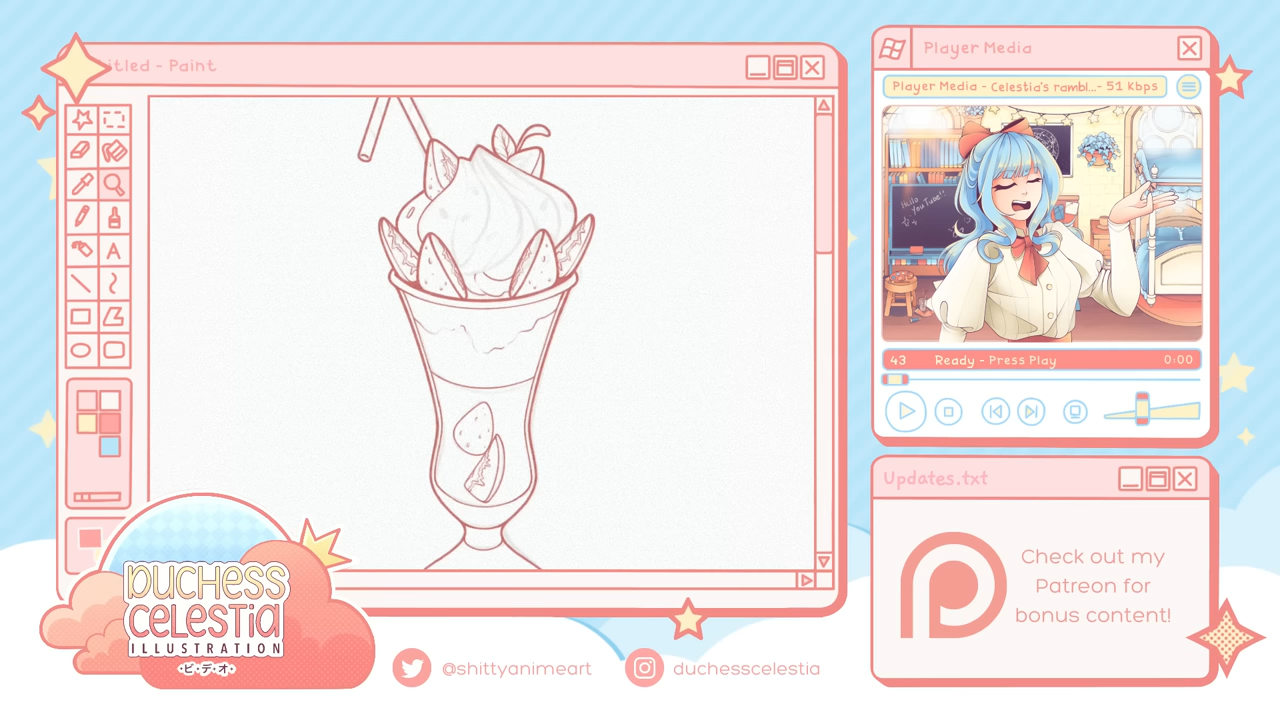 itled - Paint
A
Player Media
Player Media - Celestia's rambl...- 51 Kbps
Hello
YouTube!!
43 Ready - Press Play 0:00
Updates.txt
Check out my
Patreon for
bonus content!
DUCHESS
CELESTIA
ILLUSTRATION
·ビ·デ·オ·
@shittyanimeart
duchesscelestia